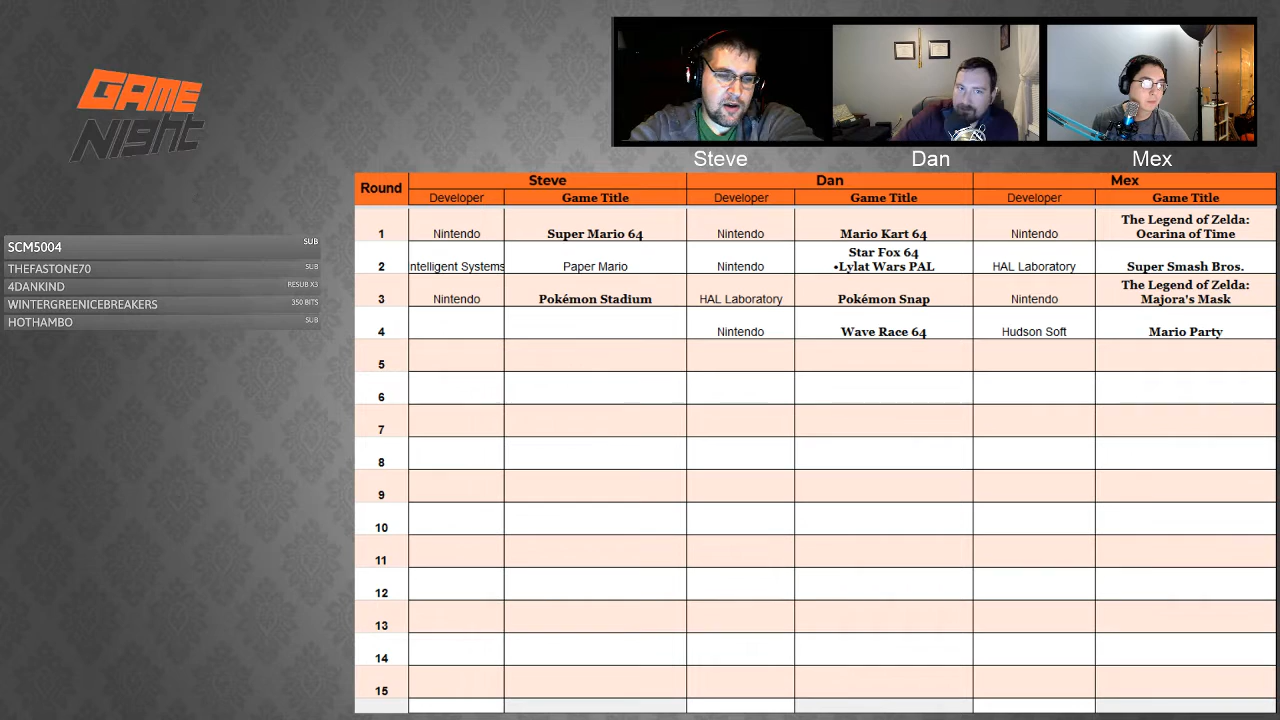 GAME
NIGHT
Steve
Dan
Mex
SCM5004 SUB
THEFASTONE70 SUB
4DANKIND RESUB X3
WINTERGREENICEBREAKERS 350 BITS
HOTHAMBO SUB
Round Steve Dan Mex
Developer Game Title Developer Game Title Developer Game Title
1 Nintendo Super Mario 64 Nintendo Mario Kart 64 Nintendo The Legend of Zelda:
Ocarina of Time
2 ntelligent Systems Paper Mario Nintendo Star Fox 64
•Lylat Wars PAL HAL Laboratory Super Smash Bros.
3 Nintendo Pokémon Stadium HAL Laboratory Pokémon Snap Nintendo The Legend of Zelda:
Majora's Mask
4 Nintendo Wave Race 64 Hudson Soft Mario Party
5
6
7
8
9
10
11
12
13
14
15